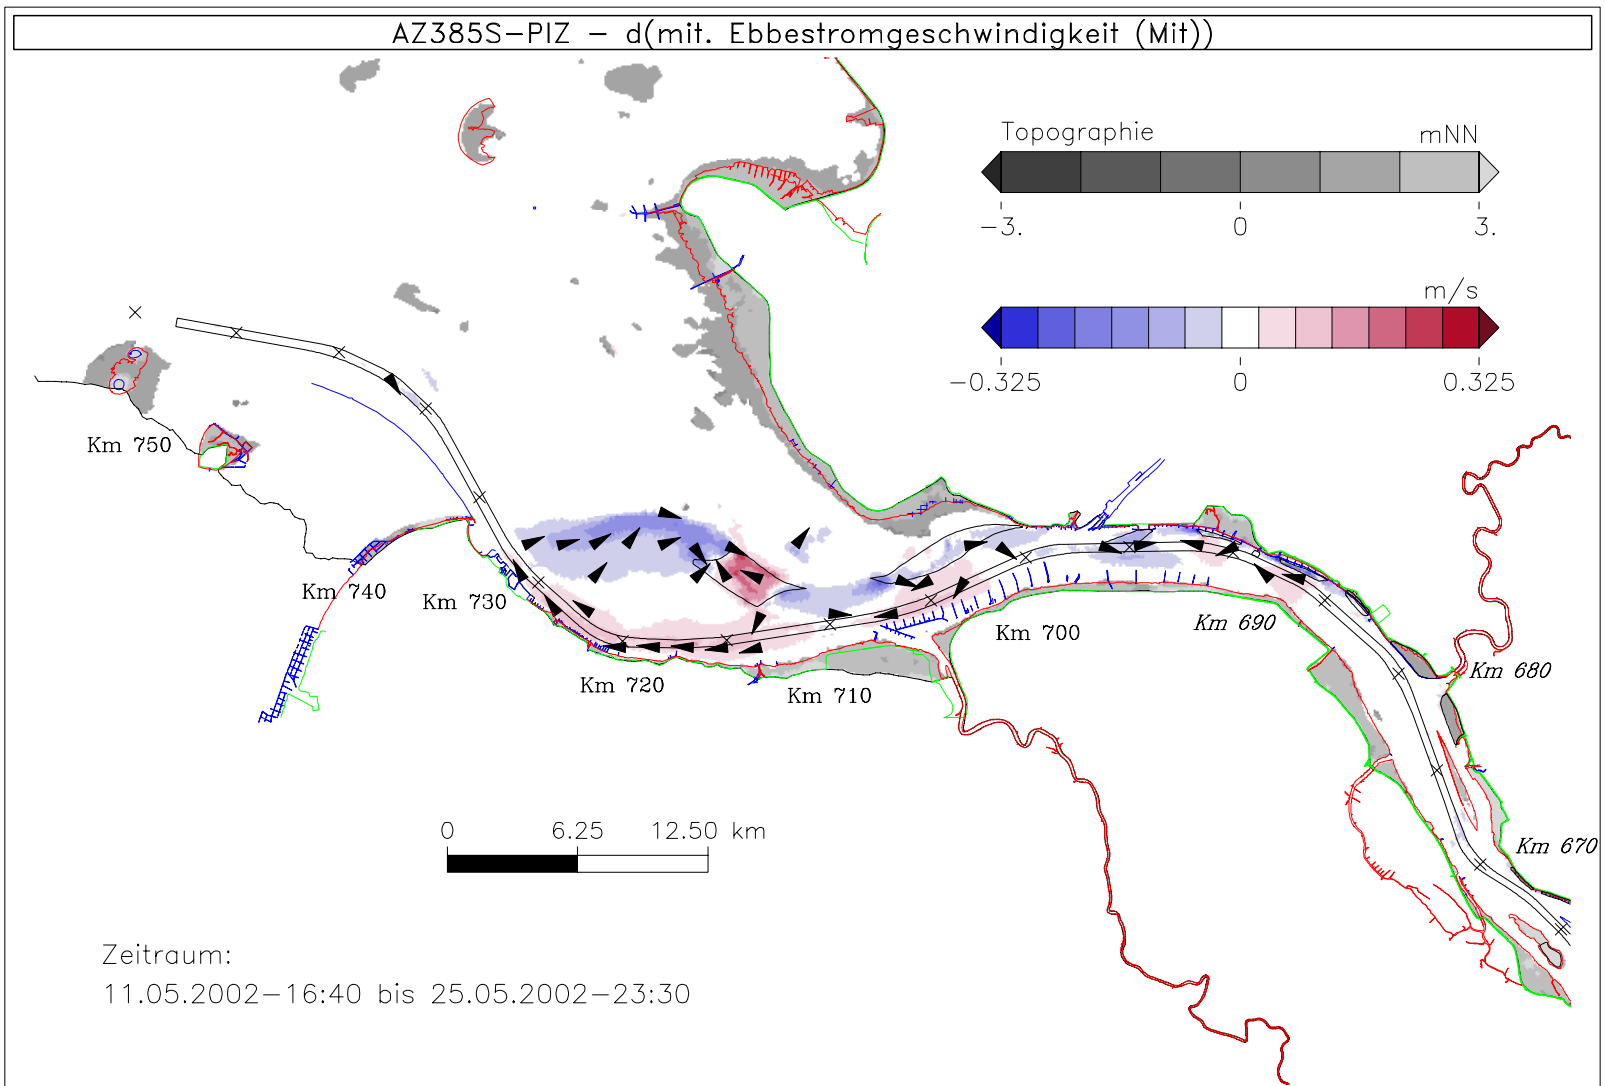 AZ385S-PIZ - d(mit. Ebbestromgeschwindigkeit (Mit))
Topographie mNN
-3. 0 3.
m/s
-0.325 0 0.325
Km 750
Km 740
Km 730
Km 720
Km 710
Km 700
Km 690
Km 680
Km 670
0 6.25 12.50 km
Zeitraum:
11.05.2002-16:40 bis 25.05.2002-23:30